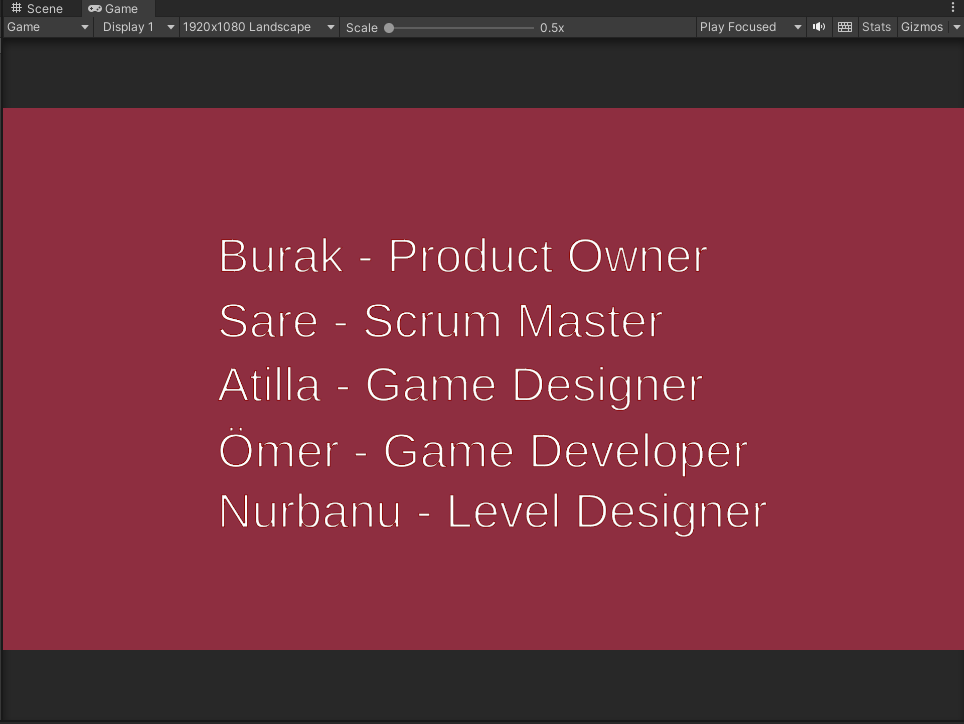 Scene Game
Game Display 1 1920x1080 Landscape Scale 0.5x Play Focused Stats Gizmos
Burak - Product Owner
Sare - Scrum Master
Atilla - Game Designer
Ömer - Game Developer
Nurbanu - Level Designer